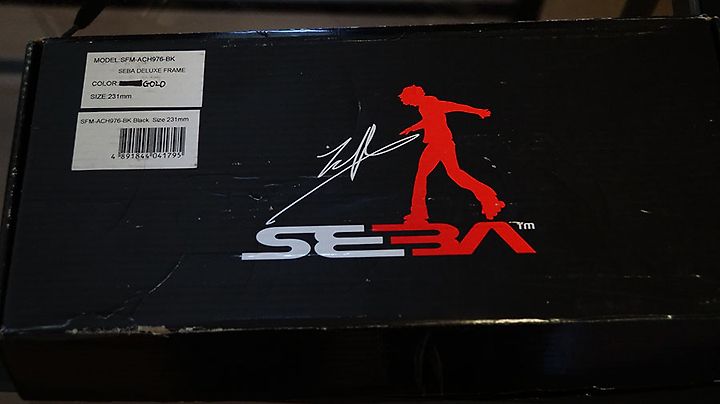 MODEL:SFM-ACH976-BK
SEBA DELUXE FRAME
COLOR: GOLD
SIZE:231mm
SFM-ACH976-BK Black Size 231mm
4 891844 041795
SEBA™